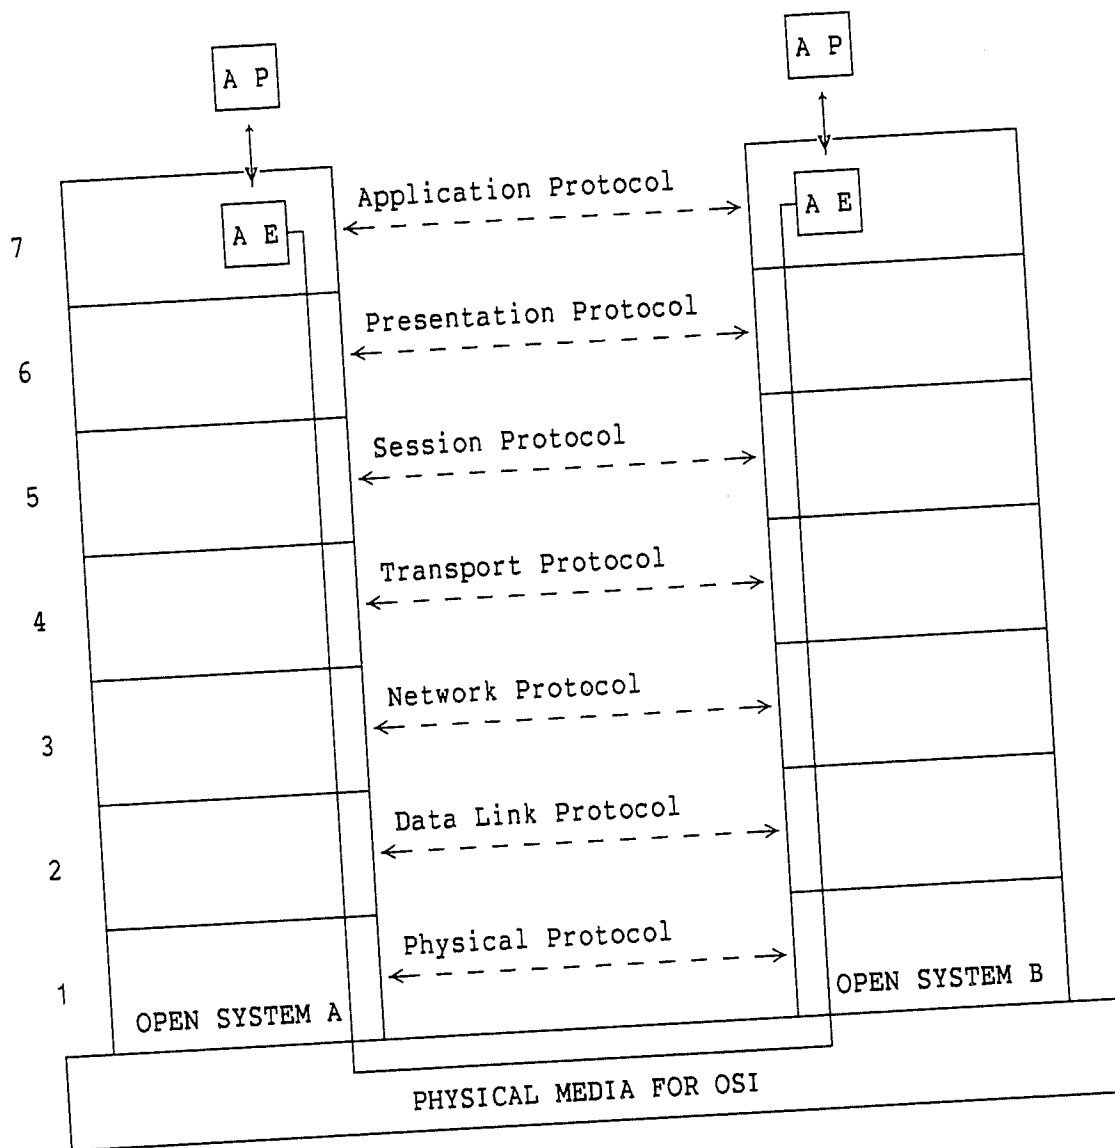 A P
A P
Application Protocol
A E
A E
7
Presentation Protocol
6
Session Protocol
5
Transport Protocol
4
Network Protocol
3
Data Link Protocol
2
Physical Protocol
1
OPEN SYSTEM A
OPEN SYSTEM B
PHYSICAL MEDIA FOR OSI